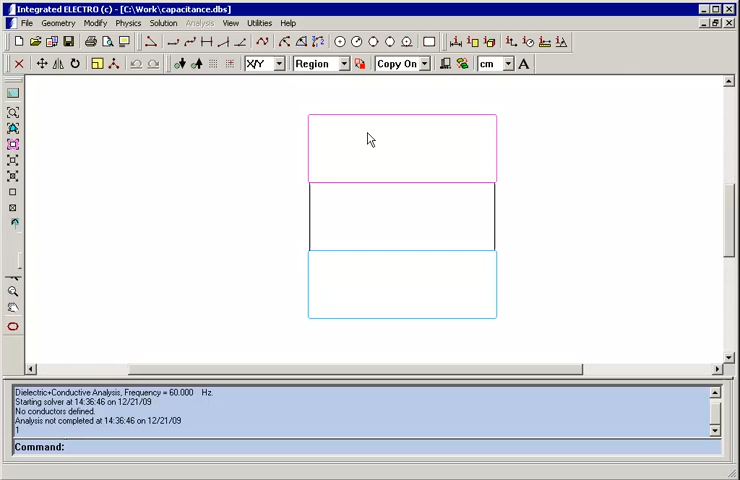 Integrated ELECTRO (c) - [C:\Work\capacitance.dbs]
File Geometry Modify Physics Solution Analysis View Utilities Help
X/Y Region Copy On cm A
Dielectric+Conductive Analysis, Frequency = 60.000 Hz.
Starting solver at 14:36:46 on 12/21/09
No conductors defined.
Analysis not completed at 14:36:46 on 12/21/09
1
Command: